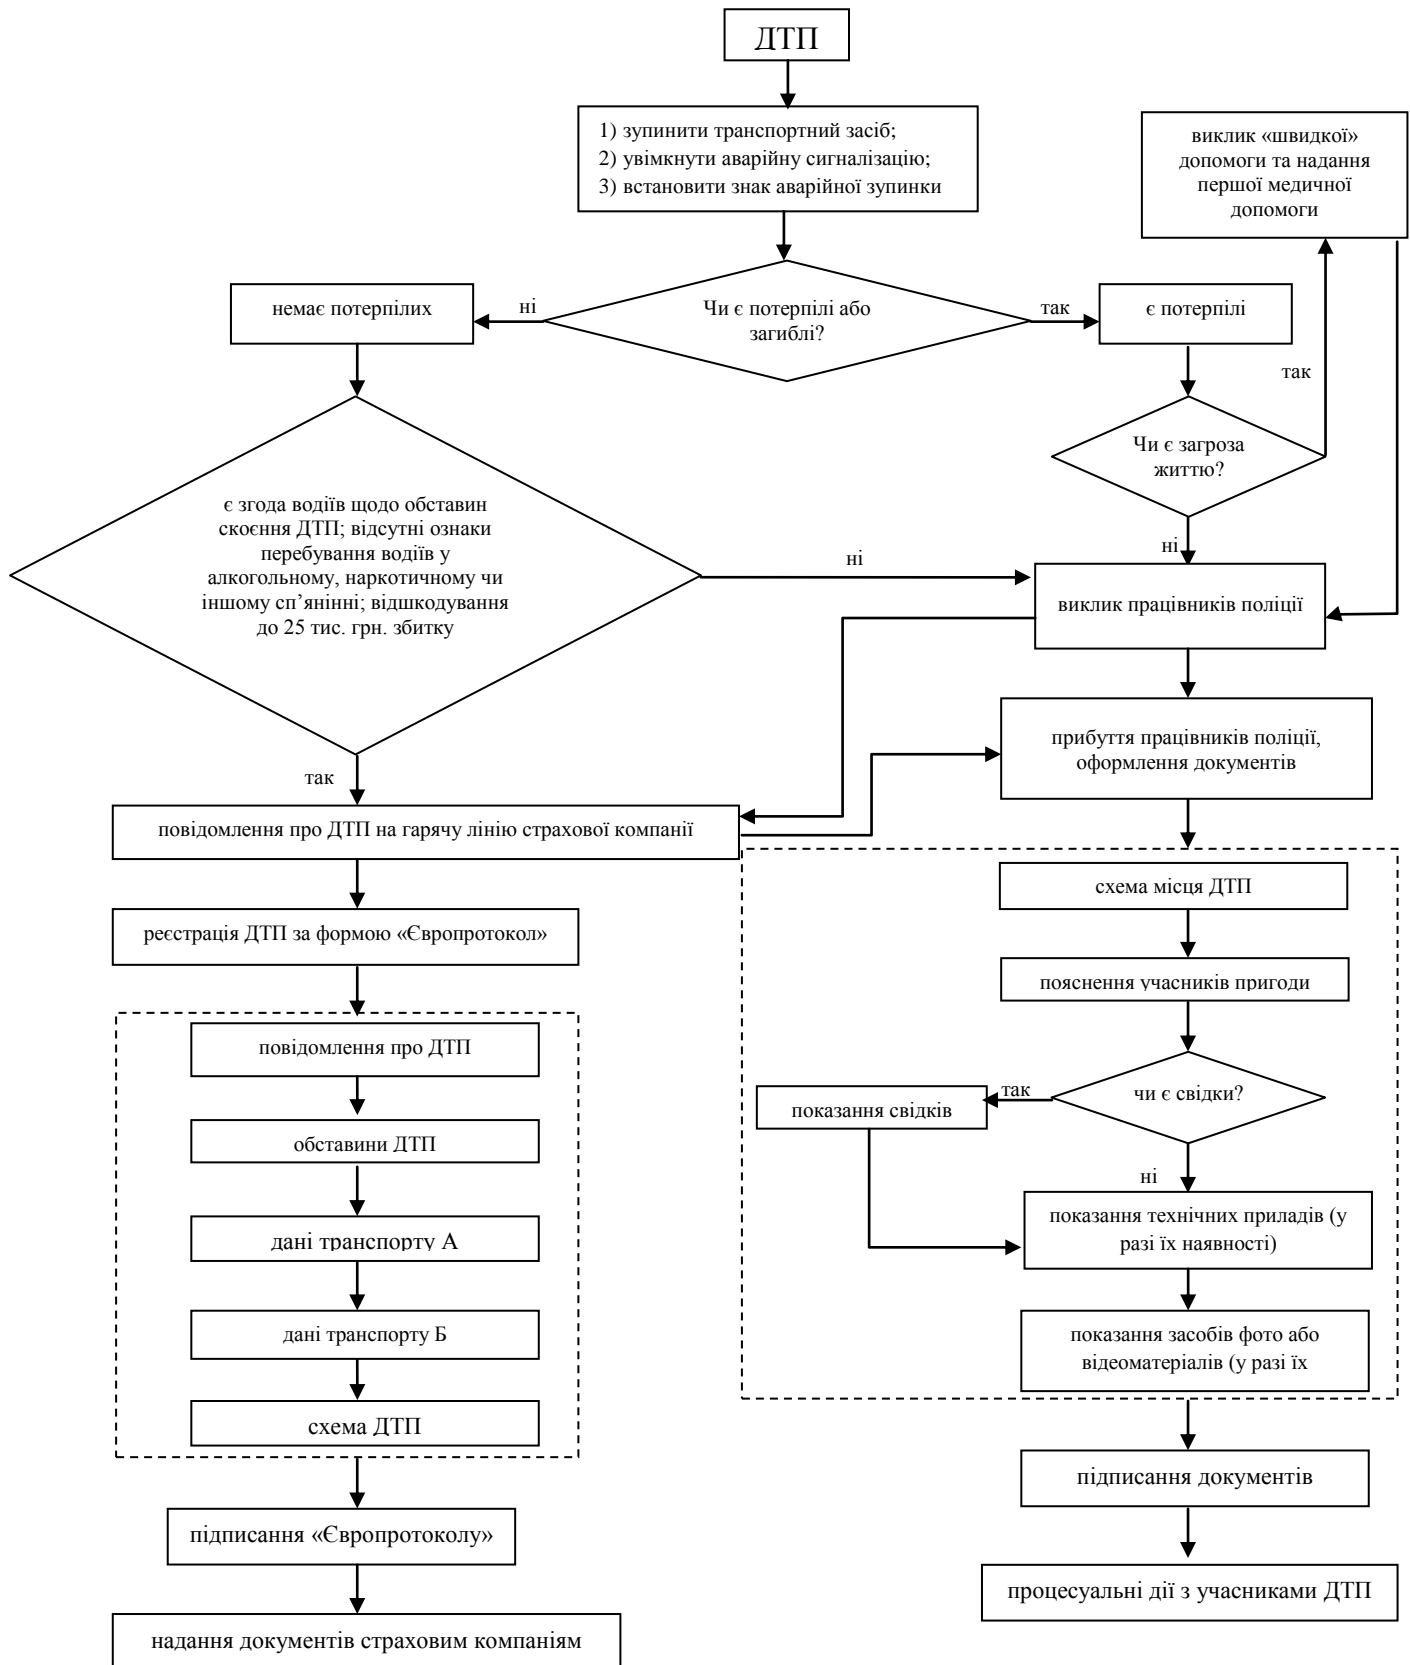 ДТП
1) зупинити транспортний засіб;
2) увімкнути аварійну сигналізацію;
3) встановити знак аварійної зупинки
виклик «швидкої»
допомоги та надання
першої медичної
допомоги
немає потерпілих
ні
Чи є потерпілі або
загиблі?
так
є потерпілі
так
Чи є загроза
життю?
ні
є згода водіїв щодо обставин
скоєння ДТП; відсутні ознаки
перебування водіїв у
алкогольному, наркотичному чи
іншому сп’янінні; відшкодування
до 25 тис. грн. збитку
ні
виклик працівників поліції
прибуття працівників поліції,
оформлення документів
так
повідомлення про ДТП на гарячу лінію страхової компанії
реєстрація ДТП за формою «Європротокол»
повідомлення про ДТП
обставини ДТП
дані транспорту А
дані транспорту Б
схема ДТП
підписання «Європротоколу»
надання документів страховим компаніям
схема місця ДТП
пояснення учасників пригоди
чи є свідки?
так
показання свідків
ні
показання технічних приладів (у
разі їх наявності)
показання засобів фото або
відеоматеріалів (у разі їх
підписання документів
процесуальні дії з учасниками ДТП